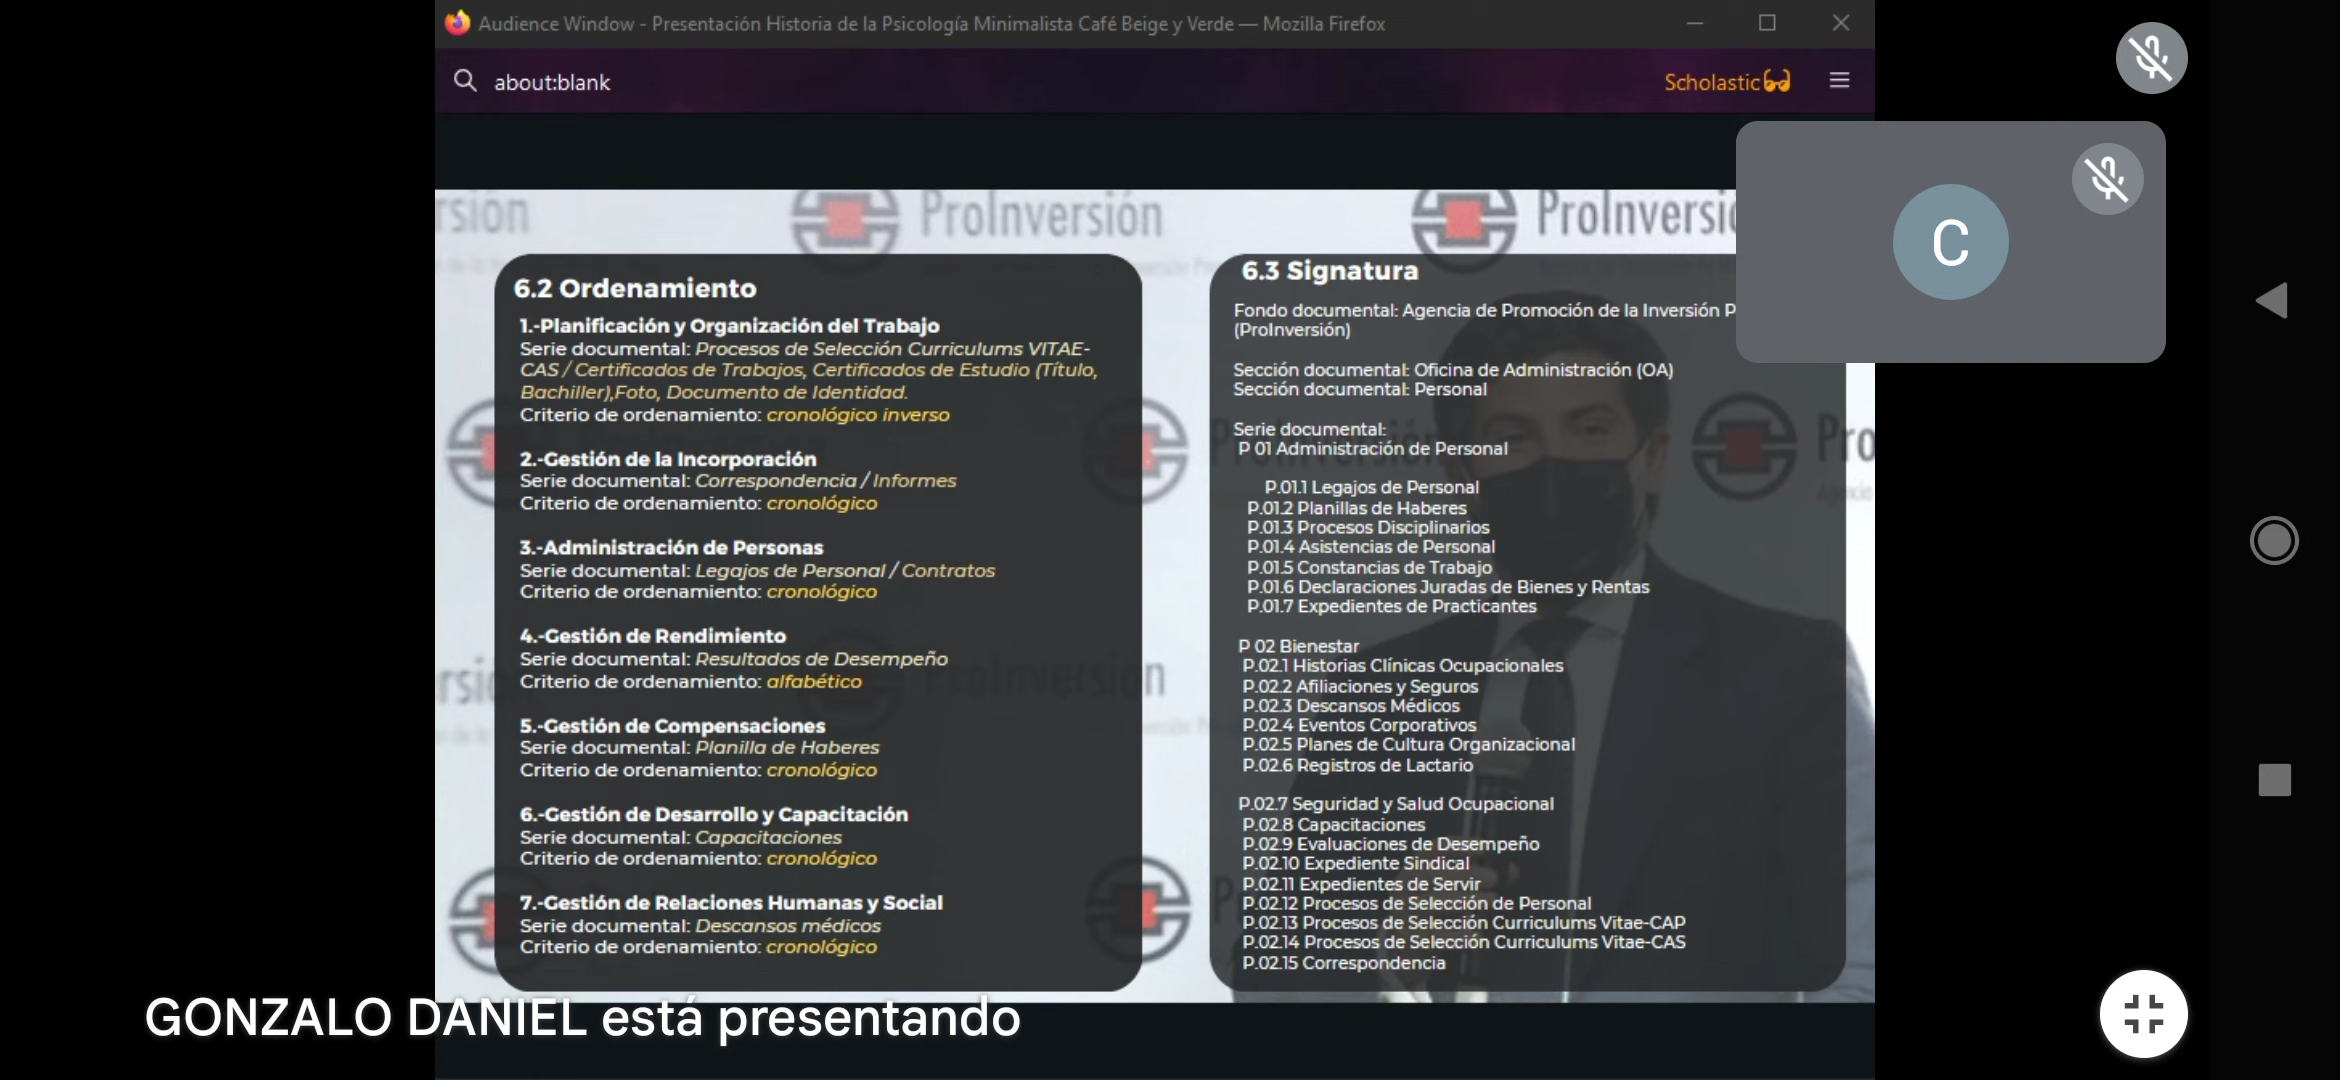 Audience Window - Presentación Historia de la Psicología Minimalista Café Beige y Verde — Mozilla Firefox
about:blank
Scholastic
rsión
ProInversión
ProInversió
C
6.2 Ordenamiento
1.-Planificación y Organización del Trabajo
Serie documental: Procesos de Selección Curriculums VITAE-
CAS / Certificados de Trabajos, Certificados de Estudio (Título,
Bachiller),Foto, Documento de Identidad.
Criterio de ordenamiento: cronológico inverso
2.-Gestión de la Incorporación
Serie documental: Correspondencia / Informes
Criterio de ordenamiento: cronológico
3.-Administración de Personas
Serie documental: Legajos de Personal / Contratos
Criterio de ordenamiento: cronológico
4.-Gestión de Rendimiento
Serie documental: Resultados de Desempeño
Criterio de ordenamiento: alfabético
5.-Gestión de Compensaciones
Serie documental: Planilla de Haberes
Criterio de ordenamiento: cronológico
6.-Gestión de Desarrollo y Capacitación
Serie documental: Capacitaciones
Criterio de ordenamiento: cronológico
7.-Gestión de Relaciones Humanas y Social
Serie documental: Descansos médicos
Criterio de ordenamiento: cronológico
6.3 Signatura
Fondo documental: Agencia de Promoción de la Inversión P
(ProInversión)
Sección documental: Oficina de Administración (OA)
Sección documental: Personal
Serie documental:
P 01 Administración de Personal
P.01.1 Legajos de Personal
P.01.2 Planillas de Haberes
P.01.3 Procesos Disciplinarios
P.01.4 Asistencias de Personal
P.01.5 Constancias de Trabajo
P.01.6 Declaraciones Juradas de Bienes y Rentas
P.01.7 Expedientes de Practicantes
P 02 Bienestar
P.02.1 Historias Clínicas Ocupacionales
P.02.2 Afiliaciones y Seguros
P.02.3 Descansos Médicos
P.02.4 Eventos Corporativos
P.02.5 Planes de Cultura Organizacional
P.02.6 Registros de Lactario
P.02.7 Seguridad y Salud Ocupacional
P.02.8 Capacitaciones
P.02.9 Evaluaciones de Desempeño
P.02.10 Expediente Sindical
P.02.11 Expedientes de Servir
P.02.12 Procesos de Selección de Personal
P.02.13 Procesos de Selección Curriculums Vitae-CAP
P.02.14 Procesos de Selección Curriculums Vitae-CAS
P.02.15 Correspondencia
GONZALO DANIEL está presentando